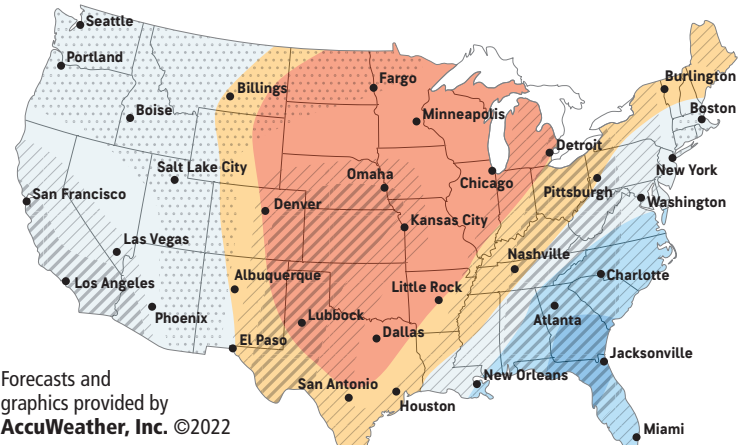 Seattle
Portland
Billings
Fargo
Burlington
Boise
Minneapolis
Boston
Detroit
Salt Lake City
Omaha
Chicago
New York
San Francisco
Pittsburgh
Denver
Washington
Kansas City
Las Vegas
Nashville
Los Angeles
Albuquerque
Charlotte
Little Rock
Phoenix
Lubbock
Atlanta
Dallas
El Paso
Jacksonville
Forecasts and
graphics provided by
AccuWeather, Inc. ©2022
San Antonio
New Orleans
Houston
Miami